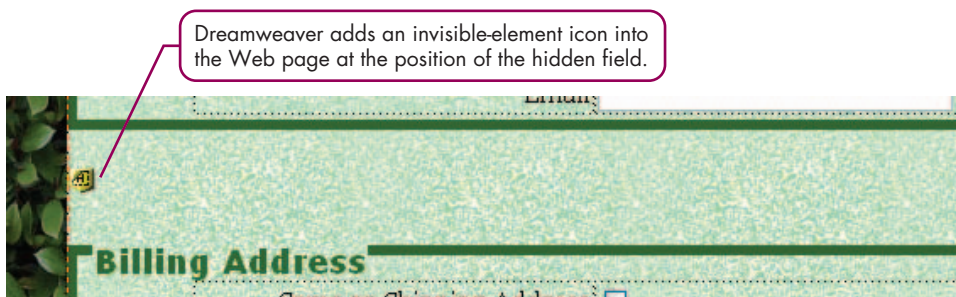 Dreamweaver adds an invisible-element icon into
the Web page at the position of the hidden field.
Email
Billing Address